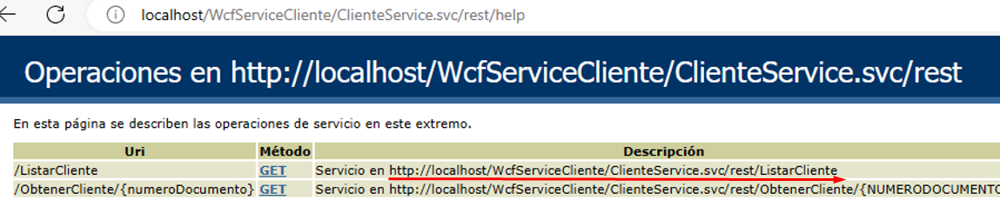 localhost/WcfServiceCliente/ClienteService.svc/rest/help
Operaciones en http://localhost/WcfServiceCliente/ClienteService.svc/rest
En esta página se describen las operaciones de servicio en este extremo.
Uri Método Descripción
/ListarCliente GET Servicio en http://localhost/WcfServiceCliente/ClienteService.svc/rest/ListarCliente
/ObtenerCliente/{numeroDocumento} GET Servicio en http://localhost/WcfServiceCliente/ClienteService.svc/rest/ObtenerCliente/{NUMERODOCUMENTO